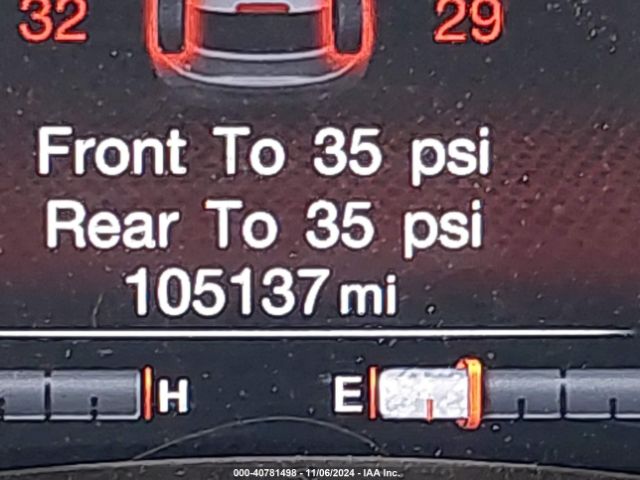 32 29
Front To 35 psi
Rear To 35 psi
105137 mi
H E
000-40781498 - 11/06/2024 - IAA Inc.